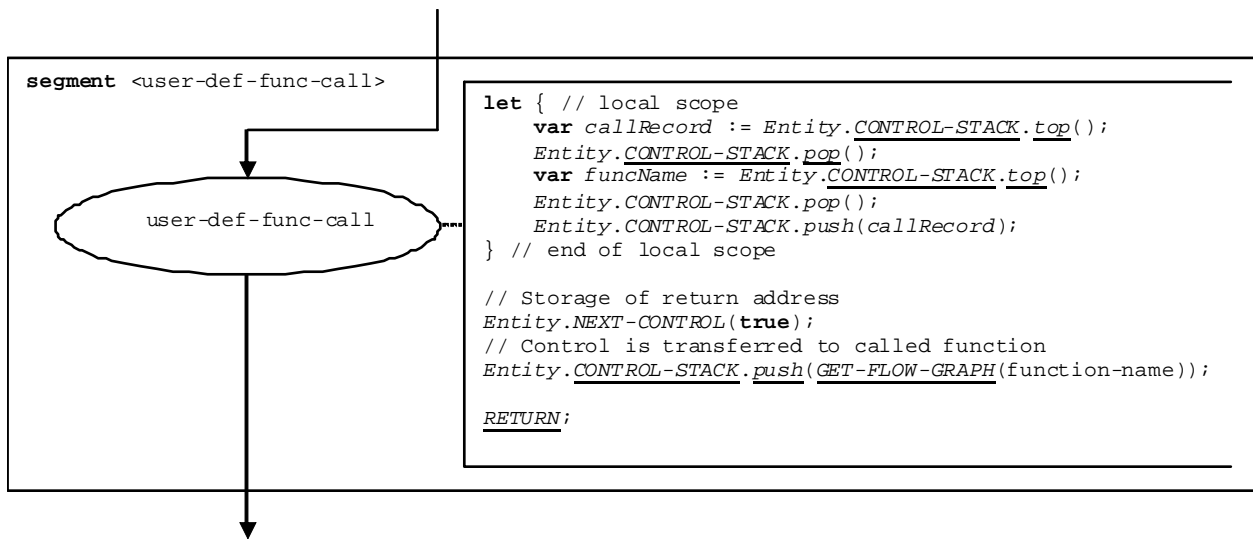 segment <user-def-func-call>
user-def-func-call
let { // local scope
var callRecord := Entity.CONTROL-STACK.top();
Entity.CONTROL-STACK.pop();
var funcName := Entity.CONTROL-STACK.top();
Entity.CONTROL-STACK.pop();
Entity.CONTROL-STACK.push(callRecord);
} // end of local scope
// Storage of return address
Entity.NEXT-CONTROL(true);
// Control is transferred to called function
Entity.CONTROL-STACK.push(GET-FLOW-GRAPH(function-name));
RETURN;